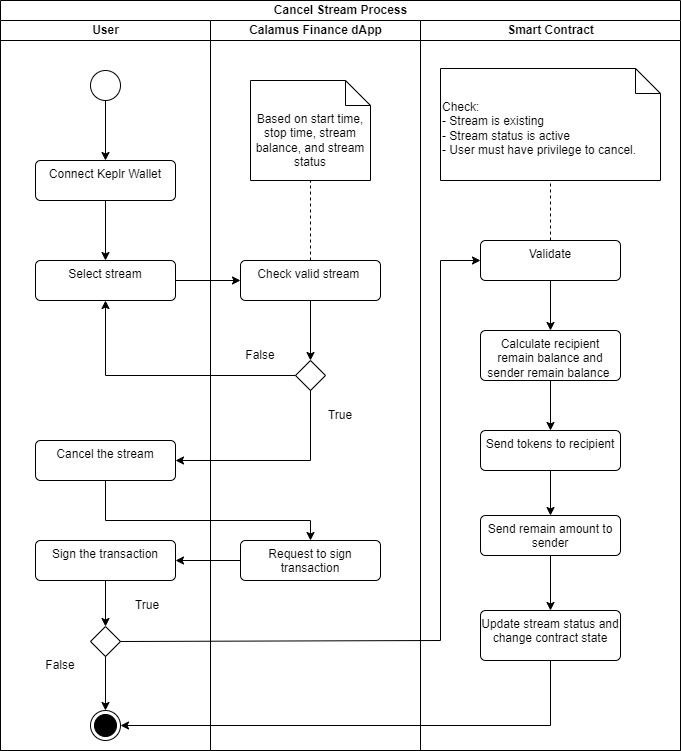 Cancel Stream Process
User
Calamus Finance dApp
Smart Contract
Based on start time,
stop time, stream
balance, and stream
status
Check:
- Stream is existing
- Stream status is active
- User must have privilege to cancel.
Connect Keplr Wallet
Select stream
Check valid stream
Validate
False
True
Calculate recipient
remain balance and
sender remain balance
Cancel the stream
Send tokens to recipient
Sign the transaction
Request to sign
transaction
Send remain amount to
sender
True
False
Update stream status and
change contract state